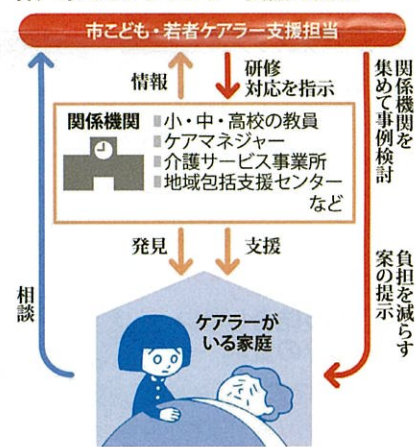 市こども・若者ケアラー支援担当
情報
研修
対応を指示
関係機関を
集めて事例検討
関係機関
■小・中・高校の教員
■ケアマネジャー
■介護サービス事業所
■地域包括支援センター
など
発見
支援
相談
負担を減らす
案の提示
ケアラーが
いる家庭